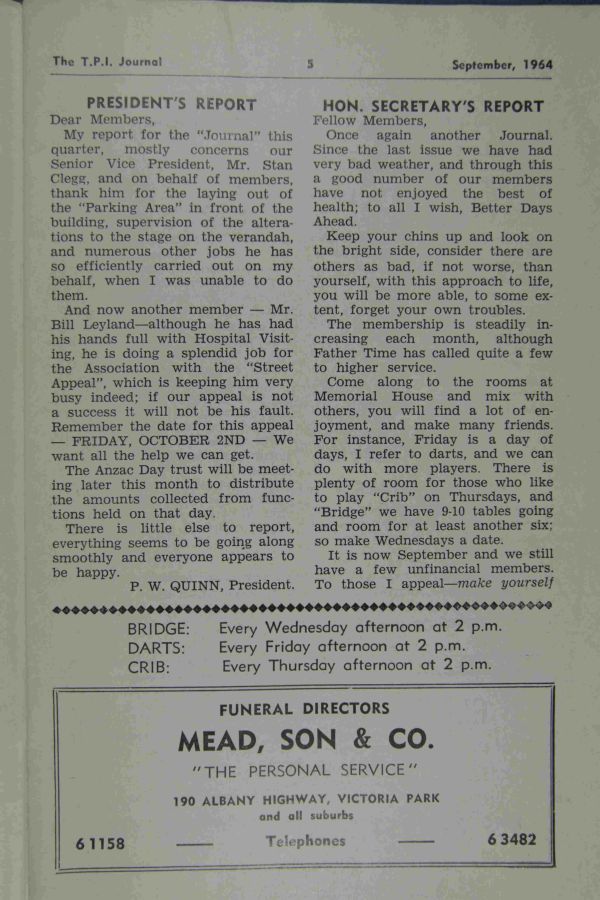 The T.P.I. Journal
5
September, 1964
PRESIDENT'S REPORT
Dear Members,
My report for the "Journal" this
quarter, mostly concerns our
Senior Vice President, Mr. Stan
Clegg, and on behalf of members,
thank him for the laying out of
the "Parking Area" in front of the
building, supervision of the altera-
tions to the stage on the verandah,
and numerous other jobs he has
so efficiently carried out on my
behalf, when I was unable to do
them.
And now another member — Mr.
Bill Leyland—although he has had
his hands full with Hospital Visit-
ing, he is doing a splendid job for
the Association with the "Street
Appeal", which is keeping him very
busy indeed; if our appeal is not
a success it will not be his fault.
Remember the date for this appeal
— FRIDAY, OCTOBER 2ND — We
want all the help we can get.
The Anzac Day trust will be meet-
ing later this month to distribute
the amounts collected from func-
tions held on that day.
There is little else to report,
everything seems to be going along
smoothly and everyone appears to
be happy.
P. W. QUINN, President.
HON. SECRETARY'S REPORT
Fellow Members,
Once again another Journal.
Since the last issue we have had
very bad weather, and through this
a good number of our members
have not enjoyed the best of
health; to all I wish, Better Days
Ahead.
Keep your chins up and look on
the bright side, consider there are
others as bad, if not worse, than
yourself, with this approach to life,
you will be more able, to some ex-
tent, forget your own troubles.
The membership is steadily in-
creasing each month, although
Father Time has called quite a few
to higher service.
Come along to the rooms at
Memorial House and mix with
others, you will find a lot of en-
joyment, and make many friends.
For instance, Friday is a day of
days, I refer to darts, and we can
do with more players. There is
plenty of room for those who like
to play "Crib" on Thursdays, and
"Bridge" we have 9-10 tables going
and room for at least another six;
so make Wednesdays a date.
It is now September and we still
have a few unfinancial members.
To those I appeal—make yourself
BRIDGE: Every Wednesday afternoon at 2 p.m.
DARTS: Every Friday afternoon at 2 p.m.
CRIB: Every Thursday afternoon at 2 p.m.
FUNERAL DIRECTORS
MEAD, SON & CO.
"THE PERSONAL SERVICE"
190 ALBANY HIGHWAY, VICTORIA PARK
and all suburbs
6 1158 — Telephones — 6 3482